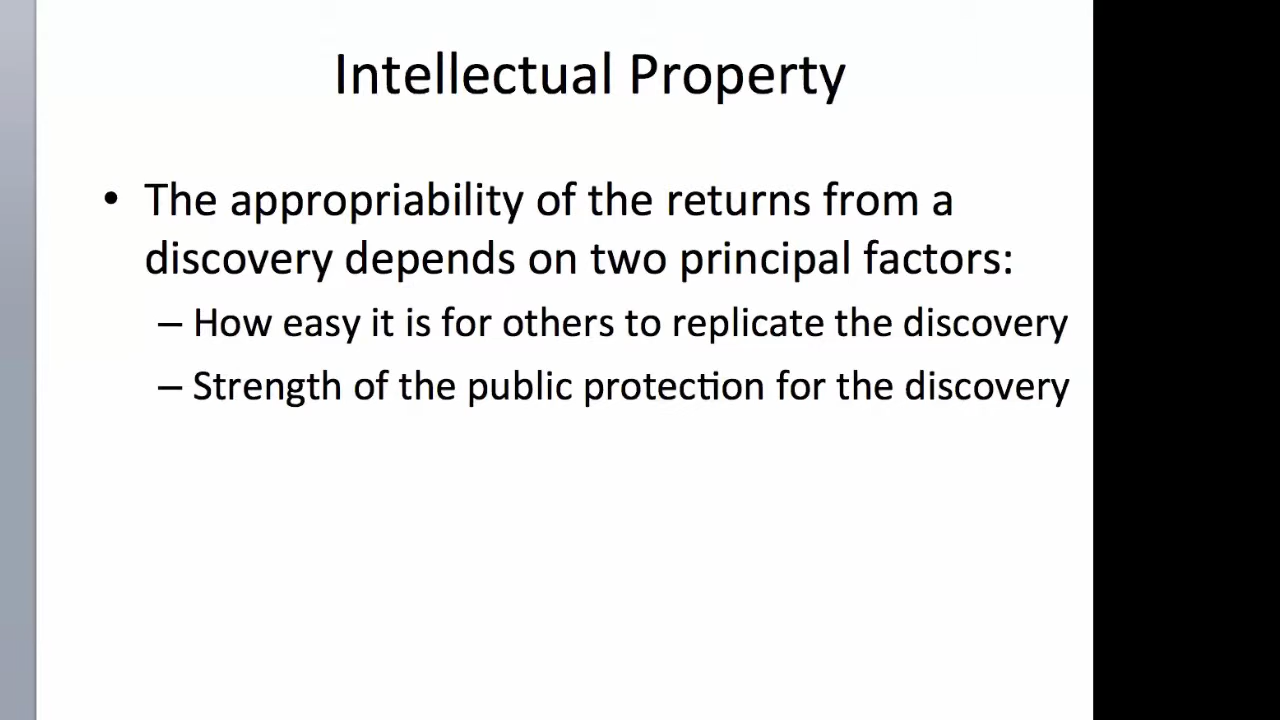 Intellectual Property
• The appropriability of the returns from a
discovery depends on two principal factors:
– How easy it is for others to replicate the discovery
– Strength of the public protection for the discovery